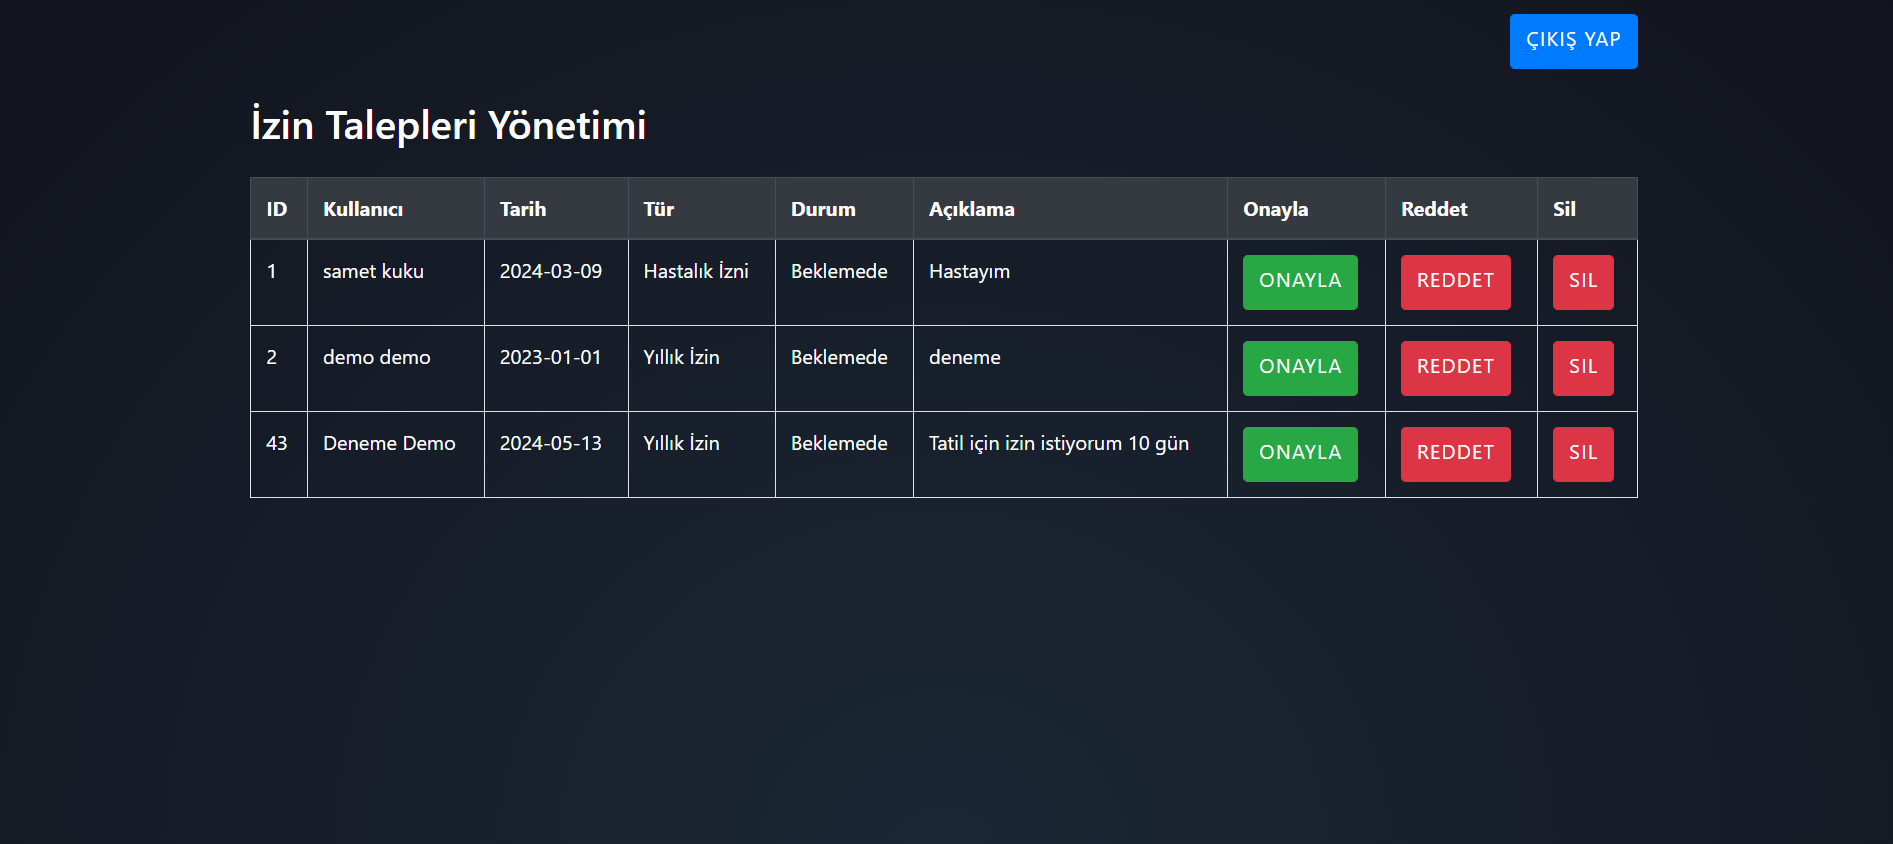 ÇIKIŞ YAP
İzin Talepleri Yönetimi
ID Kullanıcı Tarih Tür Durum Açıklama Onayla Reddet Sil
1 samet kuku 2024-03-09 Hastalık İzni Beklemede Hastayım ONAYLA REDDET SIL
2 demo demo 2023-01-01 Yıllık İzin Beklemede deneme ONAYLA REDDET SIL
43 Deneme Demo 2024-05-13 Yıllık İzin Beklemede Tatil için izin istiyorum 10 gün ONAYLA REDDET SIL